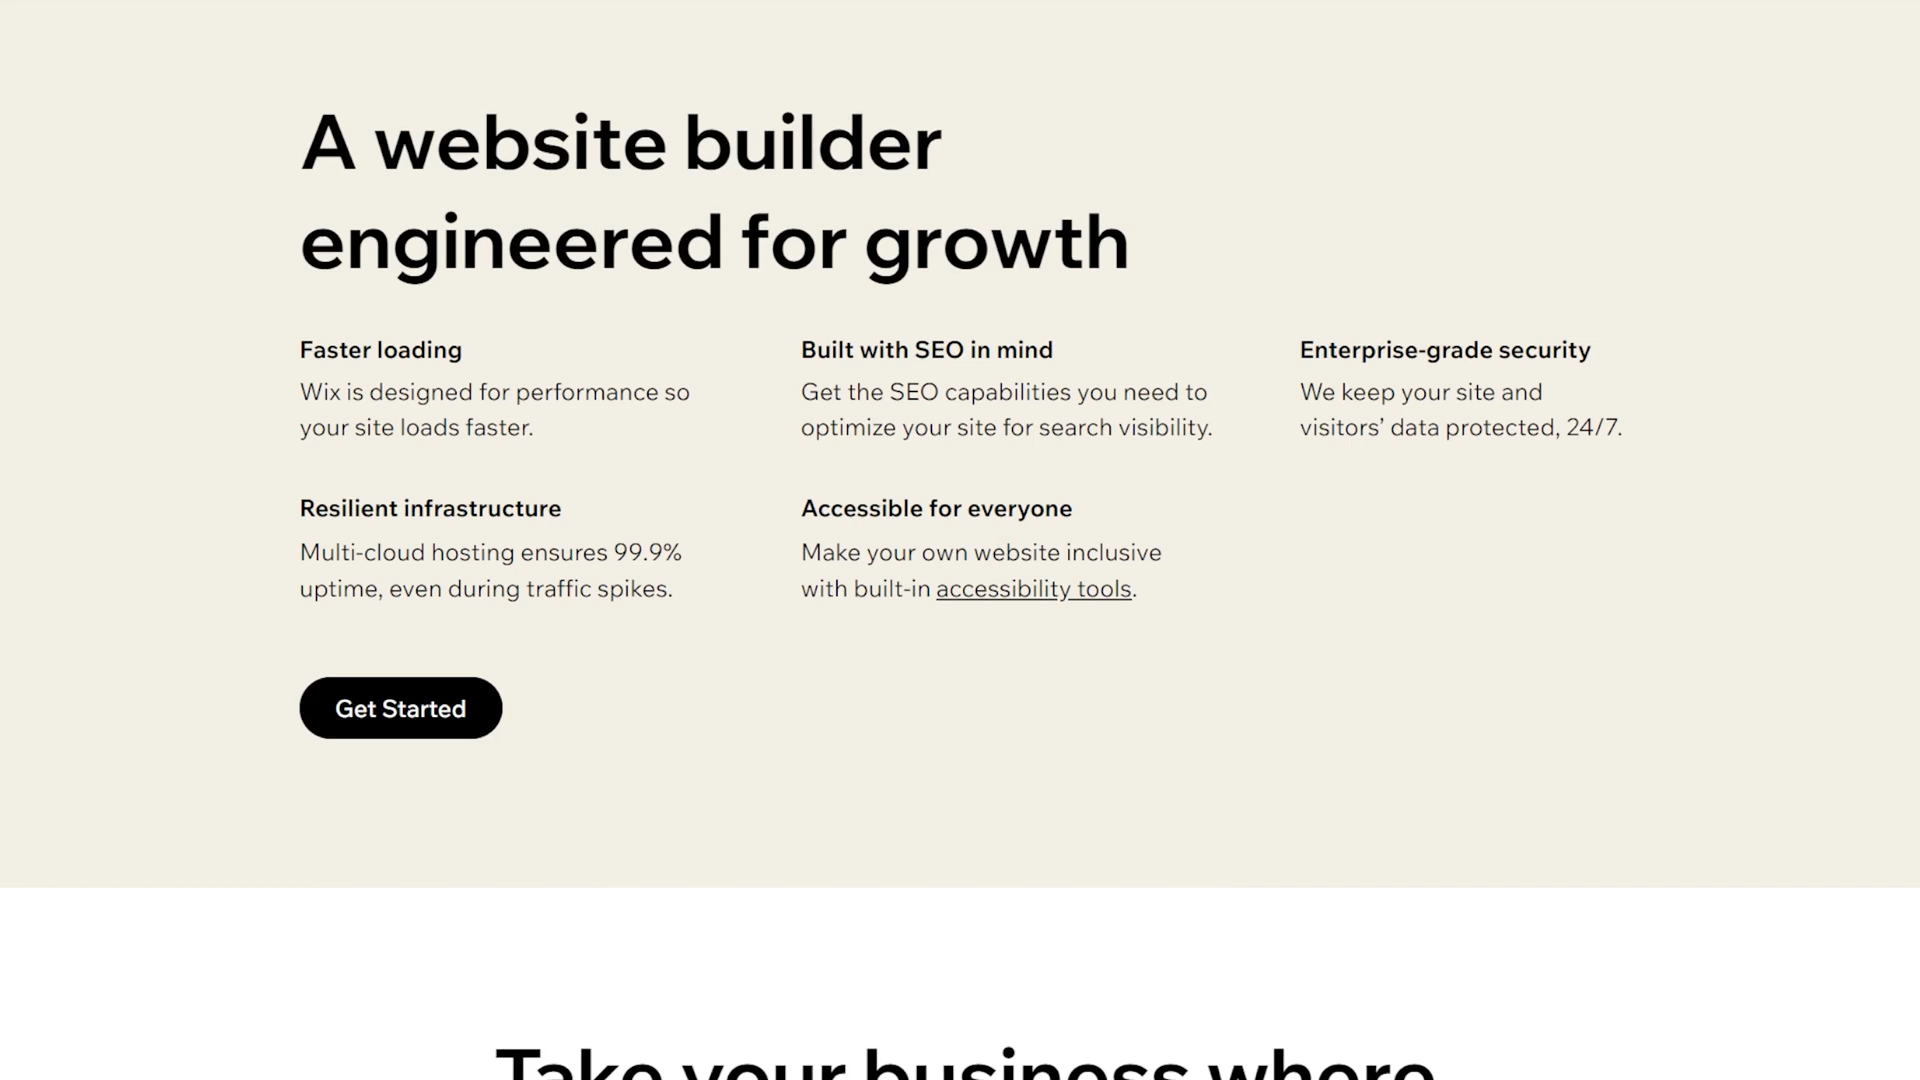 A website builder
engineered for growth
Faster loading
Wix is designed for performance so
your site loads faster.
Built with SEO in mind
Get the SEO capabilities you need to
optimize your site for search visibility.
Enterprise-grade security
We keep your site and
visitors’ data protected, 24/7.
Resilient infrastructure
Multi-cloud hosting ensures 99.9%
uptime, even during traffic spikes.
Accessible for everyone
Make your own website inclusive
with built-in accessibility tools.
Get Started
Take your business where